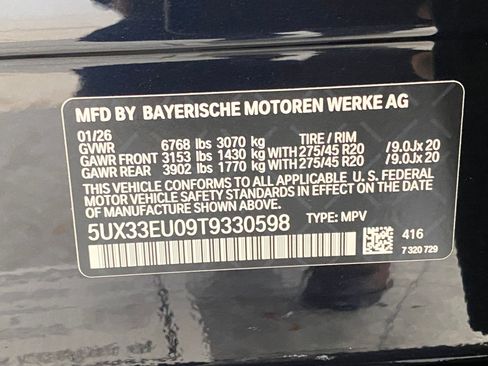 MFD BY BAYERISCHE MOTOREN WERKE AG
01/26
GVWR 6768 lbs 3070 kg TIRE / RIM
GAWR FRONT 3153 lbs 1430 kg WITH 275/45 R20 /9.0Jx 20
GAWR REAR 3902 lbs 1770 kg WITH 275/45 R20 /9.0Jx 20
THIS VEHICLE CONFORMS TO ALL APPLICABLE U.S. FEDERAL
MOTOR VEHICLE SAFETY STANDARDS IN EFFECT ON THE
DATE OF MANUFACTURE SHOWN ABOVE.
5UX33EU09T9330598 TYPE: MPV 416
7 320 729